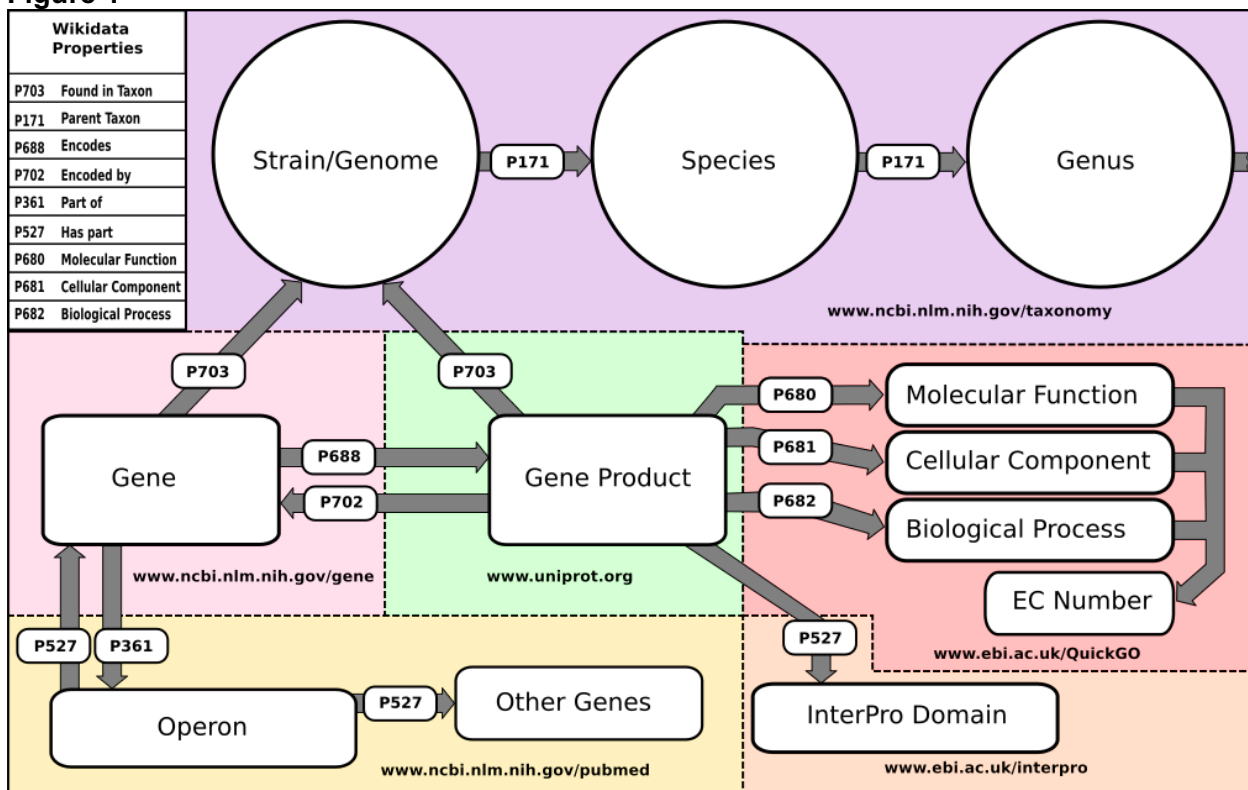 Wikidata
Properties
P703 Found in Taxon
P171 Parent Taxon
P688 Encodes
P702 Encoded by
P361 Part of
P527 Has part
P680 Molecular Function
P681 Cellular Component
P682 Biological Process
Strain/Genome
P171
Species
P171
Genus
www.ncbi.nlm.nih.gov/taxonomy
P703
P703
Gene
P688
P702
Gene Product
P680
P681
P682
Molecular Function
Cellular Component
Biological Process
EC Number
www.ncbi.nlm.nih.gov/gene
www.uniprot.org
www.ebi.ac.uk/QuickGO
P527
P361
P527
Operon
P527
Other Genes
InterPro Domain
www.ncbi.nlm.nih.gov/pubmed
www.ebi.ac.uk/interpro